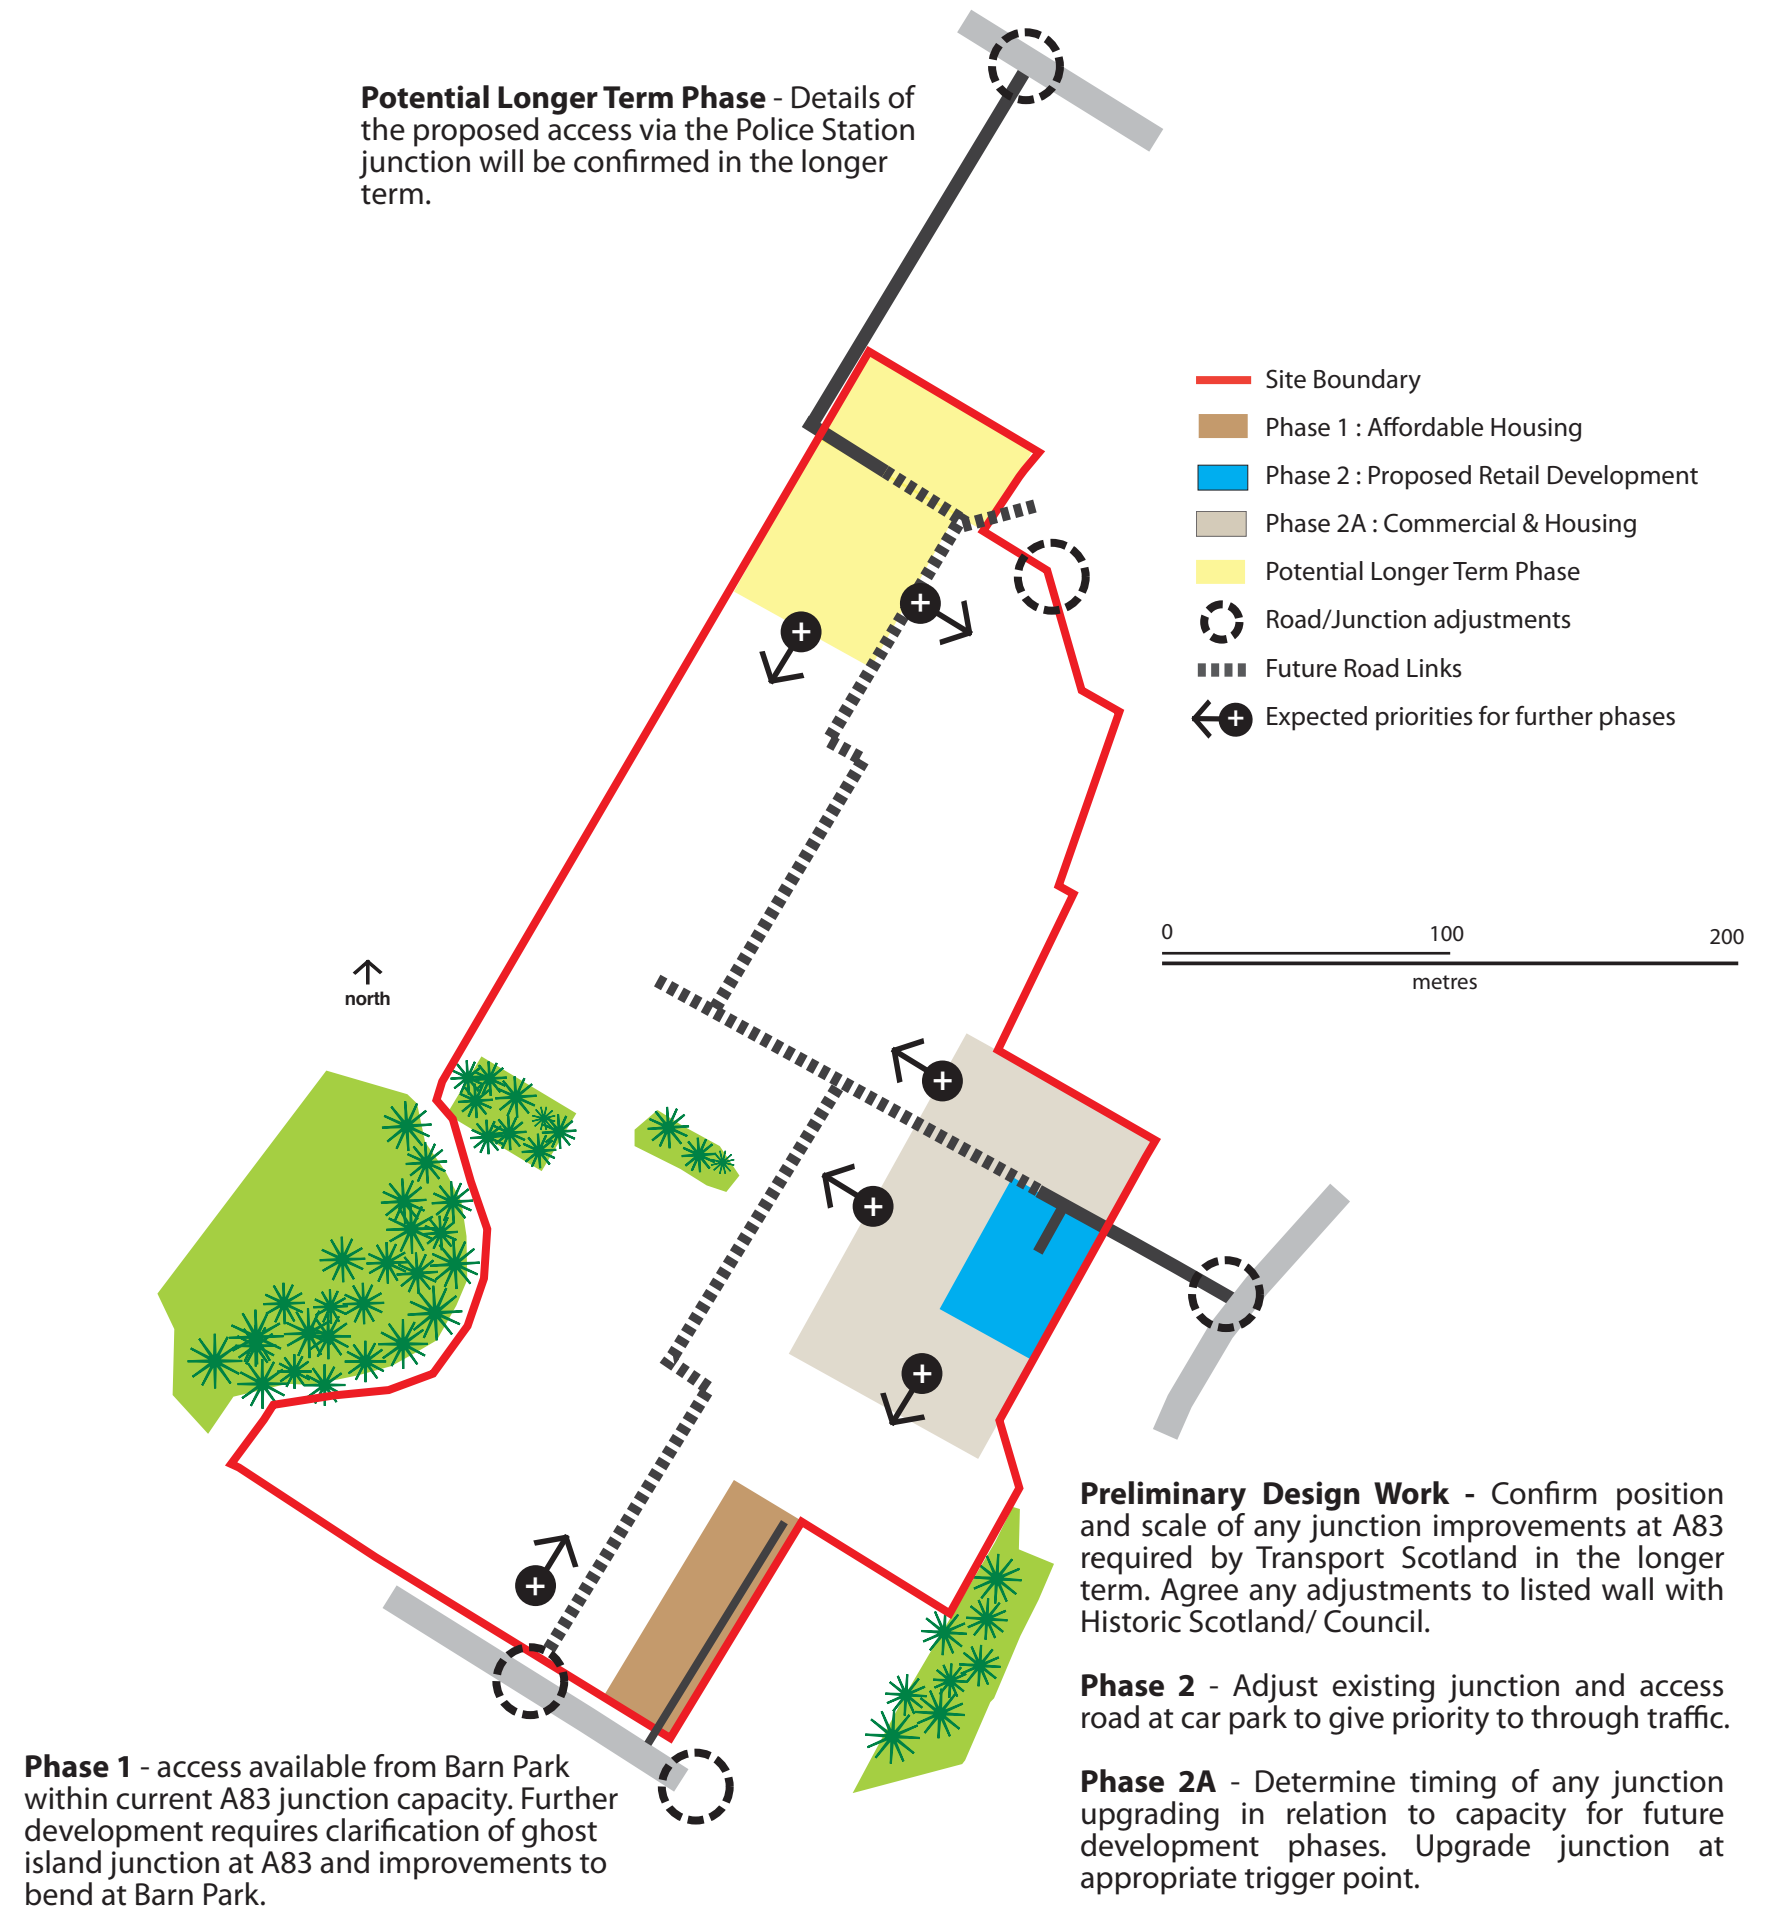 Potential Longer Term Phase - Details of
the proposed access via the Police Station
junction will be confirmed in the longer
term.
Site Boundary
Phase 1 : Affordable Housing
Phase 2 : Proposed Retail Development
Phase 2A : Commercial & Housing
Potential Longer Term Phase
Road/Junction adjustments
Future Road Links
Expected priorities for further phases
0 100 200
metres
north
Preliminary Design Work - Confirm position
and scale of any junction improvements at A83
required by Transport Scotland in the longer
term. Agree any adjustments to listed wall with
Historic Scotland/ Council.
Phase 2 - Adjust existing junction and access
road at car park to give priority to through traffic.
Phase 2A - Determine timing of any junction
upgrading in relation to capacity for future
development phases. Upgrade junction at
appropriate trigger point.
Phase 1 - access available from Barn Park
within current A83 junction capacity. Further
development requires clarification of ghost
island junction at A83 and improvements to
bend at Barn Park.